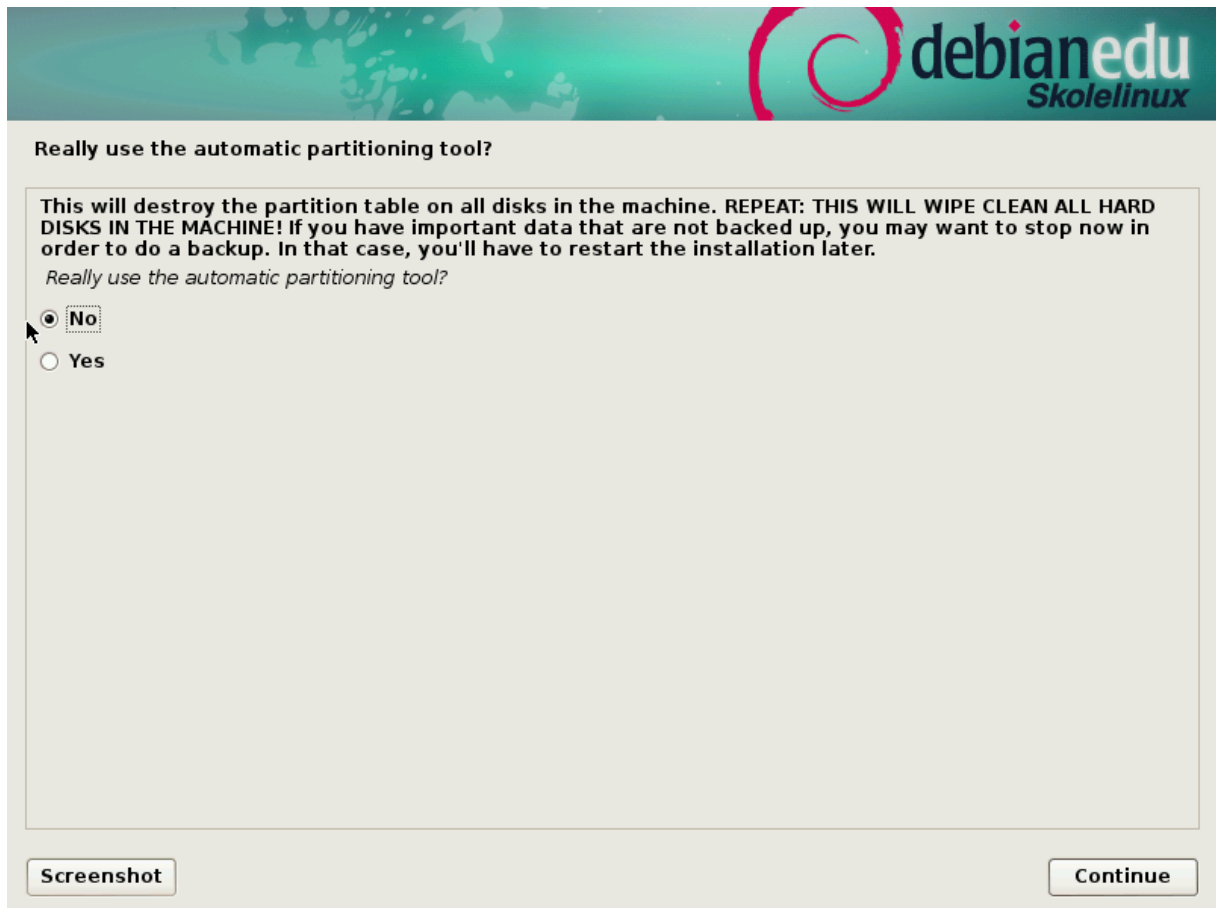 debianedu
Skolelinux
Really use the automatic partitioning tool?
This will destroy the partition table on all disks in the machine. REPEAT: THIS WILL WIPE CLEAN ALL HARD
DISKS IN THE MACHINE! If you have important data that are not backed up, you may want to stop now in
order to do a backup. In that case, you'll have to restart the installation later.
Really use the automatic partitioning tool?
No
Yes
Screenshot
Continue